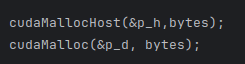 cudaMallocHost(&p_h,bytes);
cudaMalloc(&p_d, bytes);